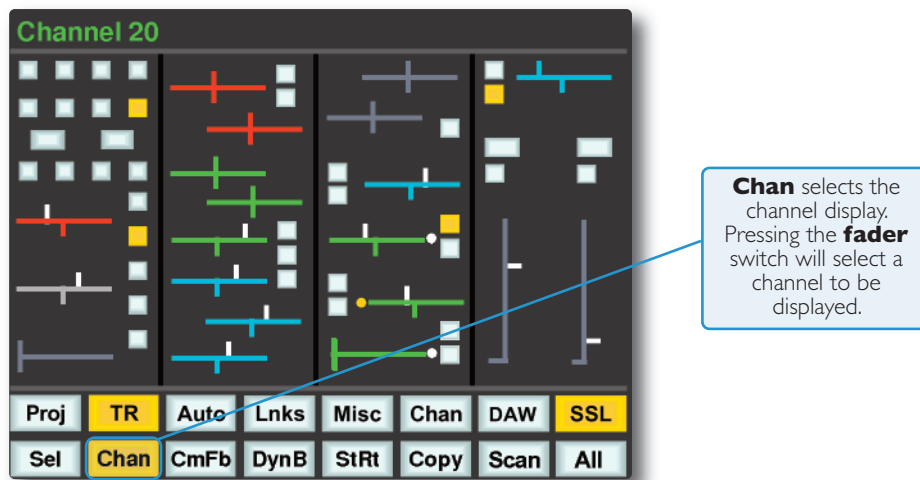 Channel 20
Proj TR Auto Lnks Misc Chan DAW SSL
Sel Chan CmFb DynB StRt Copy Scan All
Chan selects the
channel display.
Pressing the fader
switch will select a
channel to be
displayed.